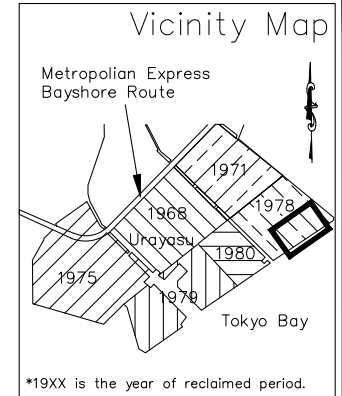 Vicinity Map
Metropolian Express
Bayshore Route
1971
1968
1978
Urayasu
1980
1975
1979
Tokyo Bay
*19XX is the year of reclaimed period.